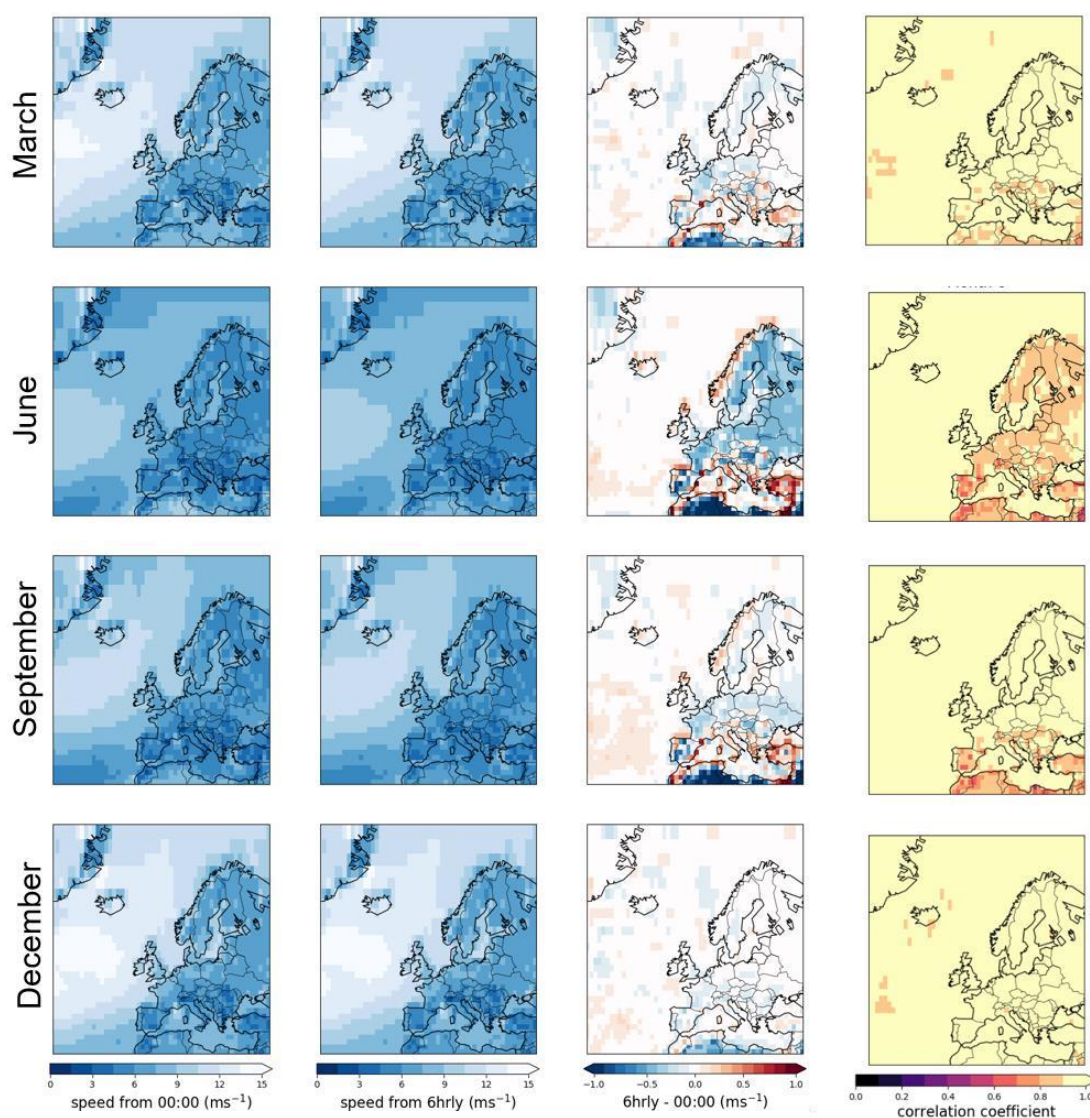 March
June
September
December
0 3 6 9 12 15
speed from 00:00 (ms⁻¹)
0 3 6 9 12 15
speed from 6hrly (ms⁻¹)
−1.0 −0.5 0.0 0.5 1.0
6hrly - 00:00 (ms⁻¹)
0.0 0.2 0.4 0.6 0.8 1.0
correlation coefficient